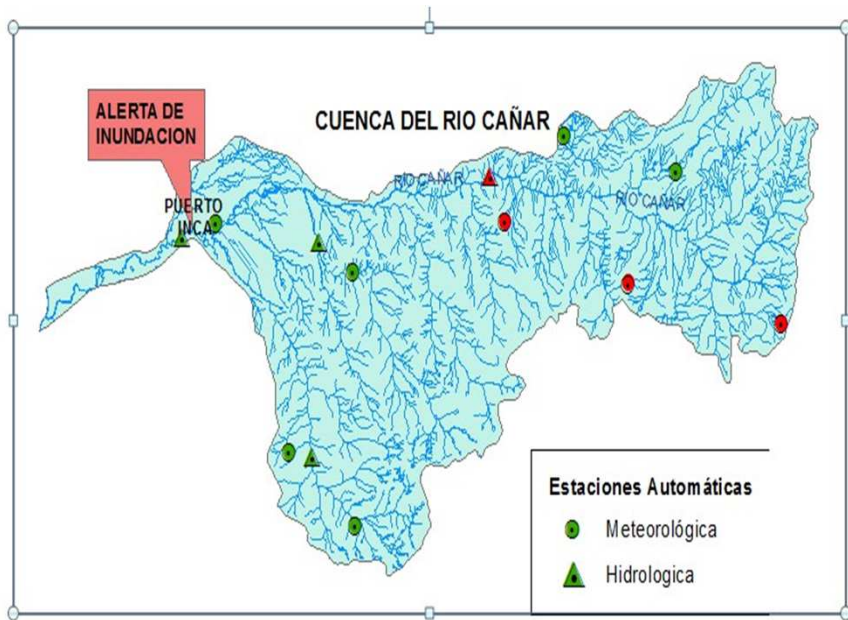 ALERTA DE
INUNDACION
CUENCA DEL RIO CAÑAR
RIO CAÑAR
RIO CAÑAR
PUERTO
INCA
Estaciones Automáticas
Meteorológica
Hidrologica